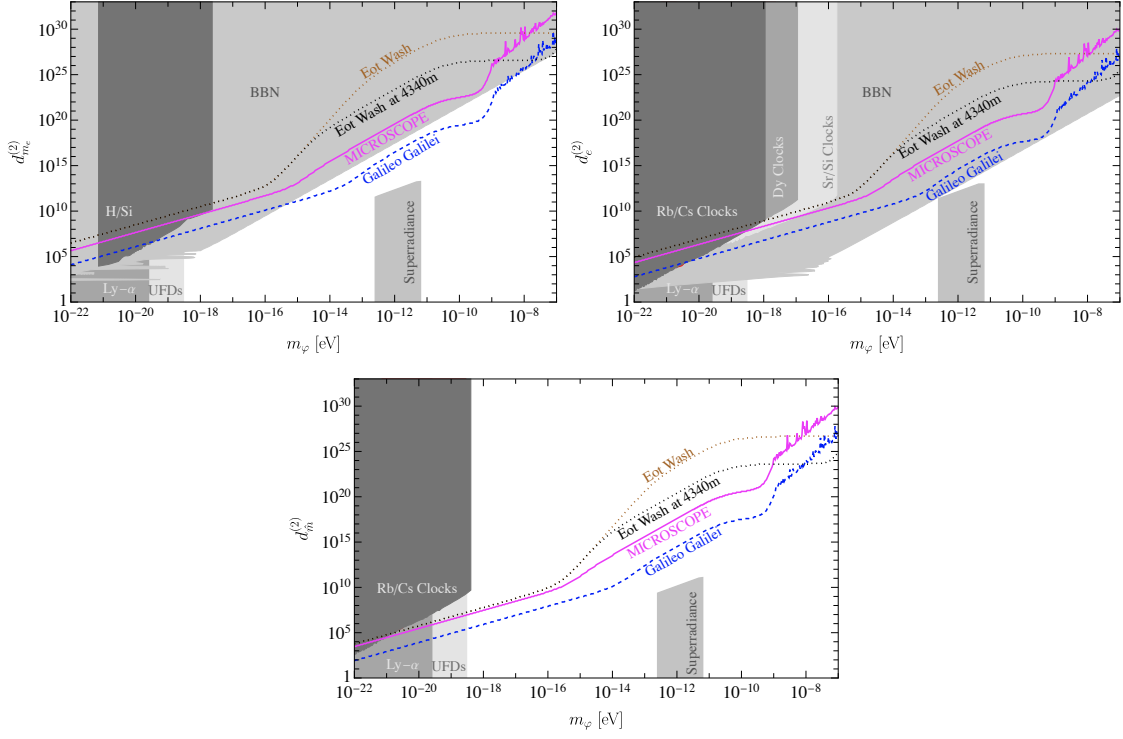 10^30
10^25
10^20
10^15
10^10
10^5
1
d_{m_e}^{(2)}
Eot Wash
BBN
Eot Wash at 4340m
MICROSCOPE
Galileo Galilei
H/Si
Superradiance
Ly-α
UFDs
10^-22 10^-20 10^-18 10^-16 10^-14 10^-12 10^-10 10^-8
m_φ [eV]
10^30
10^25
10^20
10^15
10^10
10^5
1
d_e^{(2)}
Eot Wash
BBN
Eot Wash at 4340m
MICROSCOPE
Galileo Galilei
Dy Clocks
Sr/Si Clocks
Rb/Cs Clocks
Superradiance
Ly-α
UFDs
10^-22 10^-20 10^-18 10^-16 10^-14 10^-12 10^-10 10^-8
m_φ [eV]
10^30
10^25
10^20
10^15
10^10
10^5
1
d_{m̂}^{(2)}
Eot Wash
Eot Wash at 4340m
MICROSCOPE
Galileo Galilei
Rb/Cs Clocks
Superradiance
Ly-α
UFDs
10^-22 10^-20 10^-18 10^-16 10^-14 10^-12 10^-10 10^-8
m_φ [eV]